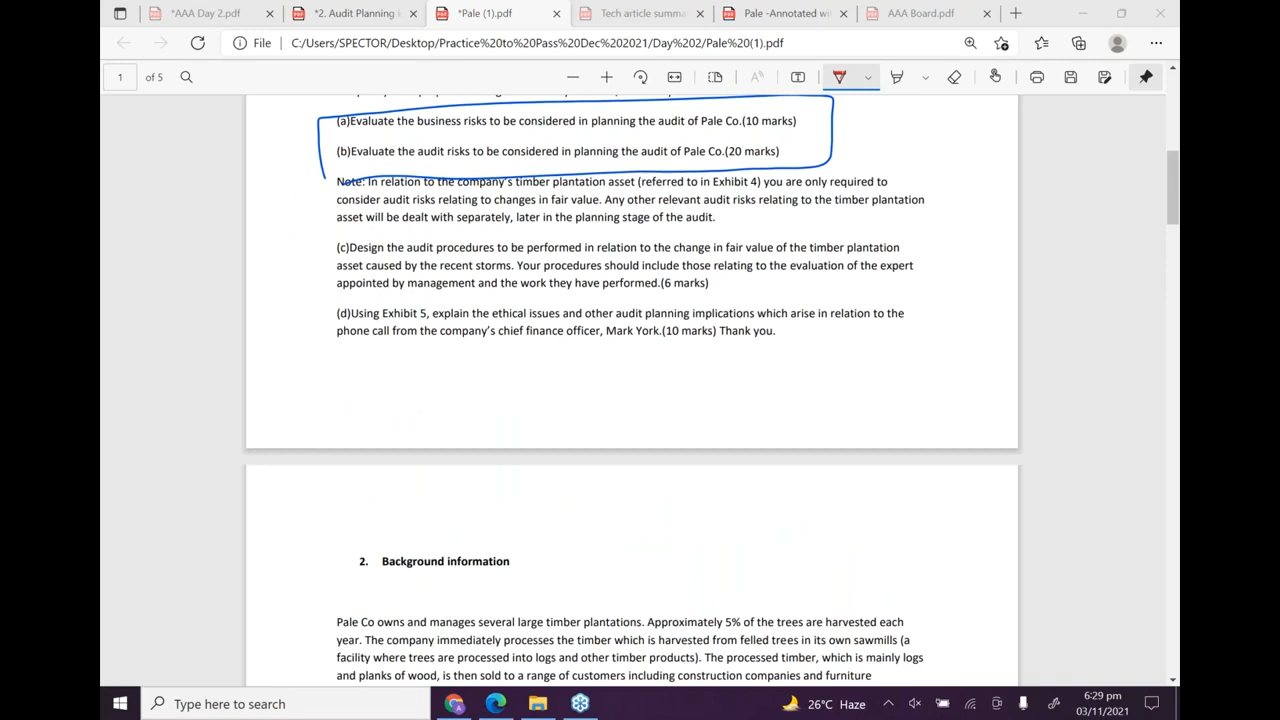 *AAA Day 2.pdf
*2. Audit Planning
*Pale (1).pdf
Tech article summa
Pale -Annotated wit
AAA Board.pdf
File
C:/Users/SPECTOR/Desktop/Practice%20to%20Pass%20Dec%202021/Day%202/Pale%20(1).pdf
1 of 5
(a)Evaluate the business risks to be considered in planning the audit of Pale Co.(10 marks)
(b)Evaluate the audit risks to be considered in planning the audit of Pale Co.(20 marks)
Note: In relation to the company's timber plantation asset (referred to in Exhibit 4) you are only required to
consider audit risks relating to changes in fair value. Any other relevant audit risks relating to the timber plantation
asset will be dealt with separately, later in the planning stage of the audit.
(c)Design the audit procedures to be performed in relation to the change in fair value of the timber plantation
asset caused by the recent storms. Your procedures should include those relating to the evaluation of the expert
appointed by management and the work they have performed.(6 marks)
(d)Using Exhibit 5, explain the ethical issues and other audit planning implications which arise in relation to the
phone call from the company's chief finance officer, Mark York.(10 marks) Thank you.
2. Background information
Pale Co owns and manages several large timber plantations. Approximately 5% of the trees are harvested each
year. The company immediately processes the timber which is harvested from felled trees in its own sawmills (a
facility where trees are processed into logs and other timber products). The processed timber, which is mainly logs
and planks of wood, is then sold to a range of customers including construction companies and furniture
Type here to search
26°C Haze
6:29 pm
03/11/2021